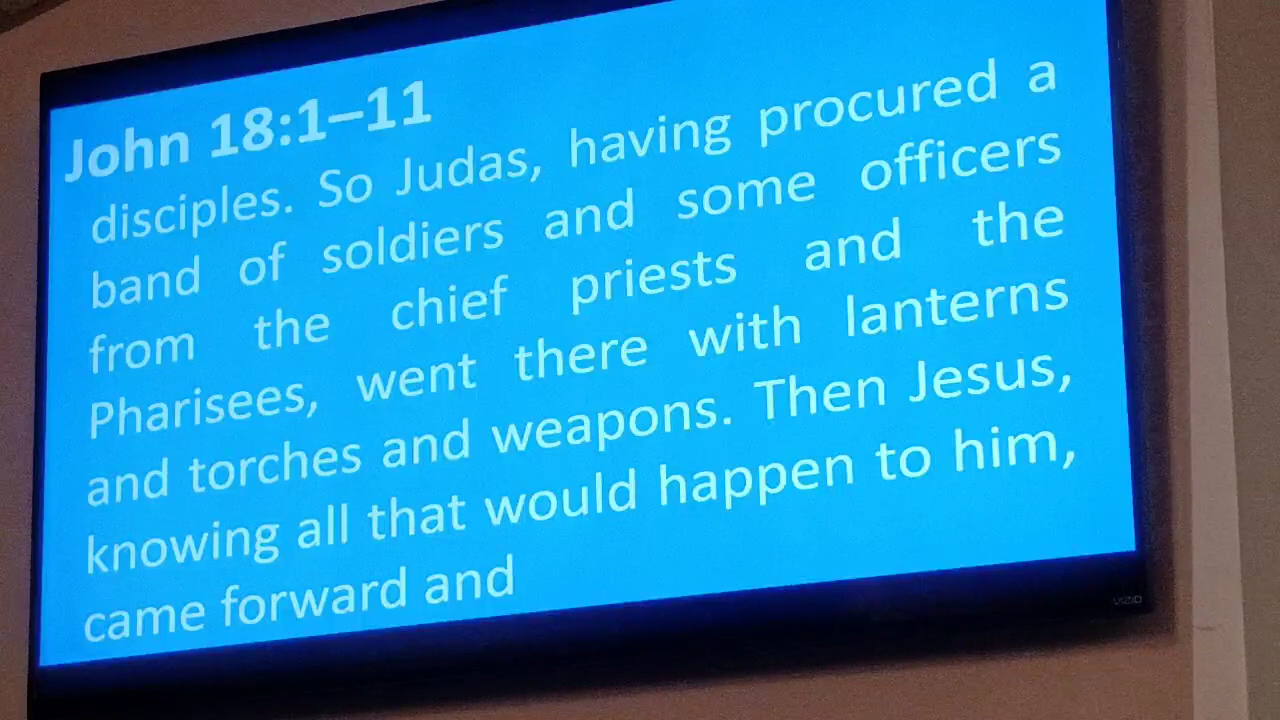 John 18:1–11
disciples. So Judas, having procured a
band of soldiers and some officers
from the chief priests and the
Pharisees, went there with lanterns
and torches and weapons. Then Jesus,
knowing all that would happen to him,
came forward and
VIZIO